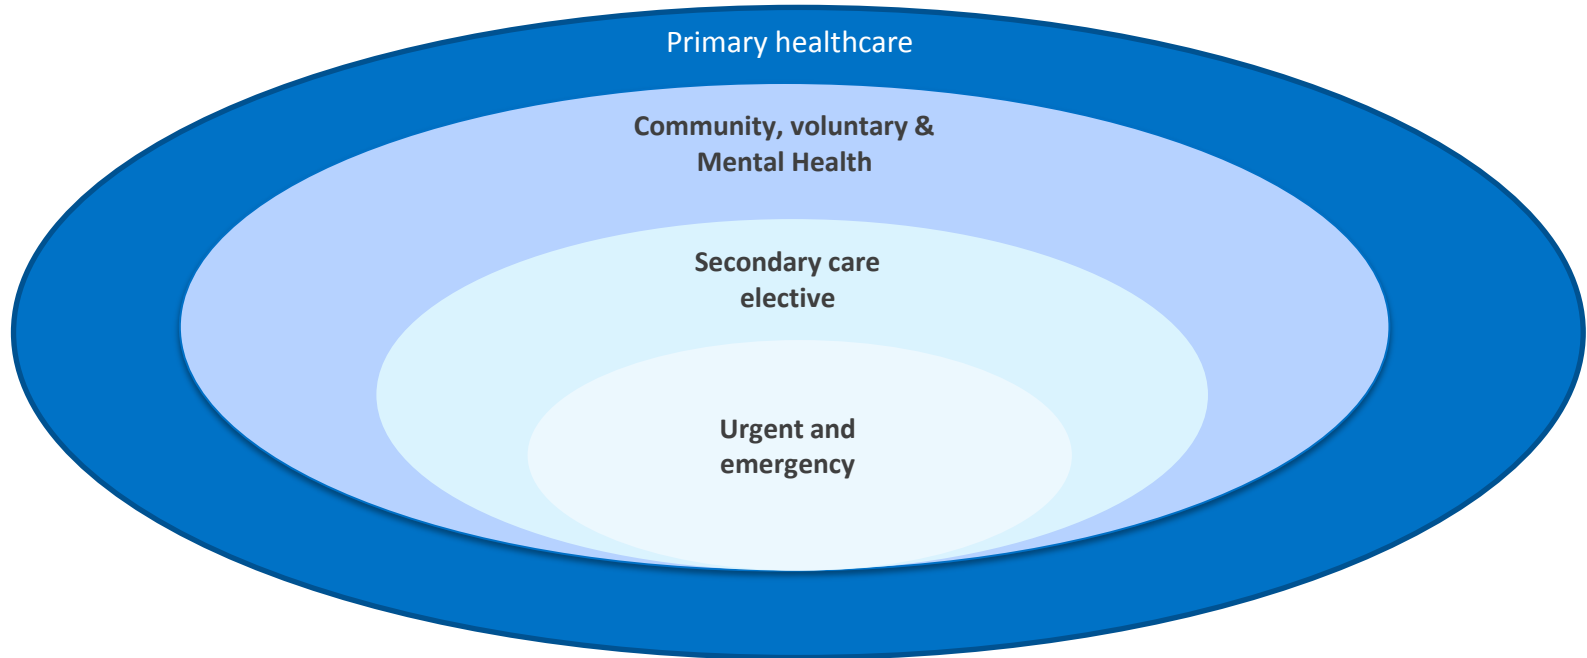 Primary healthcare
Community, voluntary &
Mental Health
Secondary care
elective
Urgent and
emergency